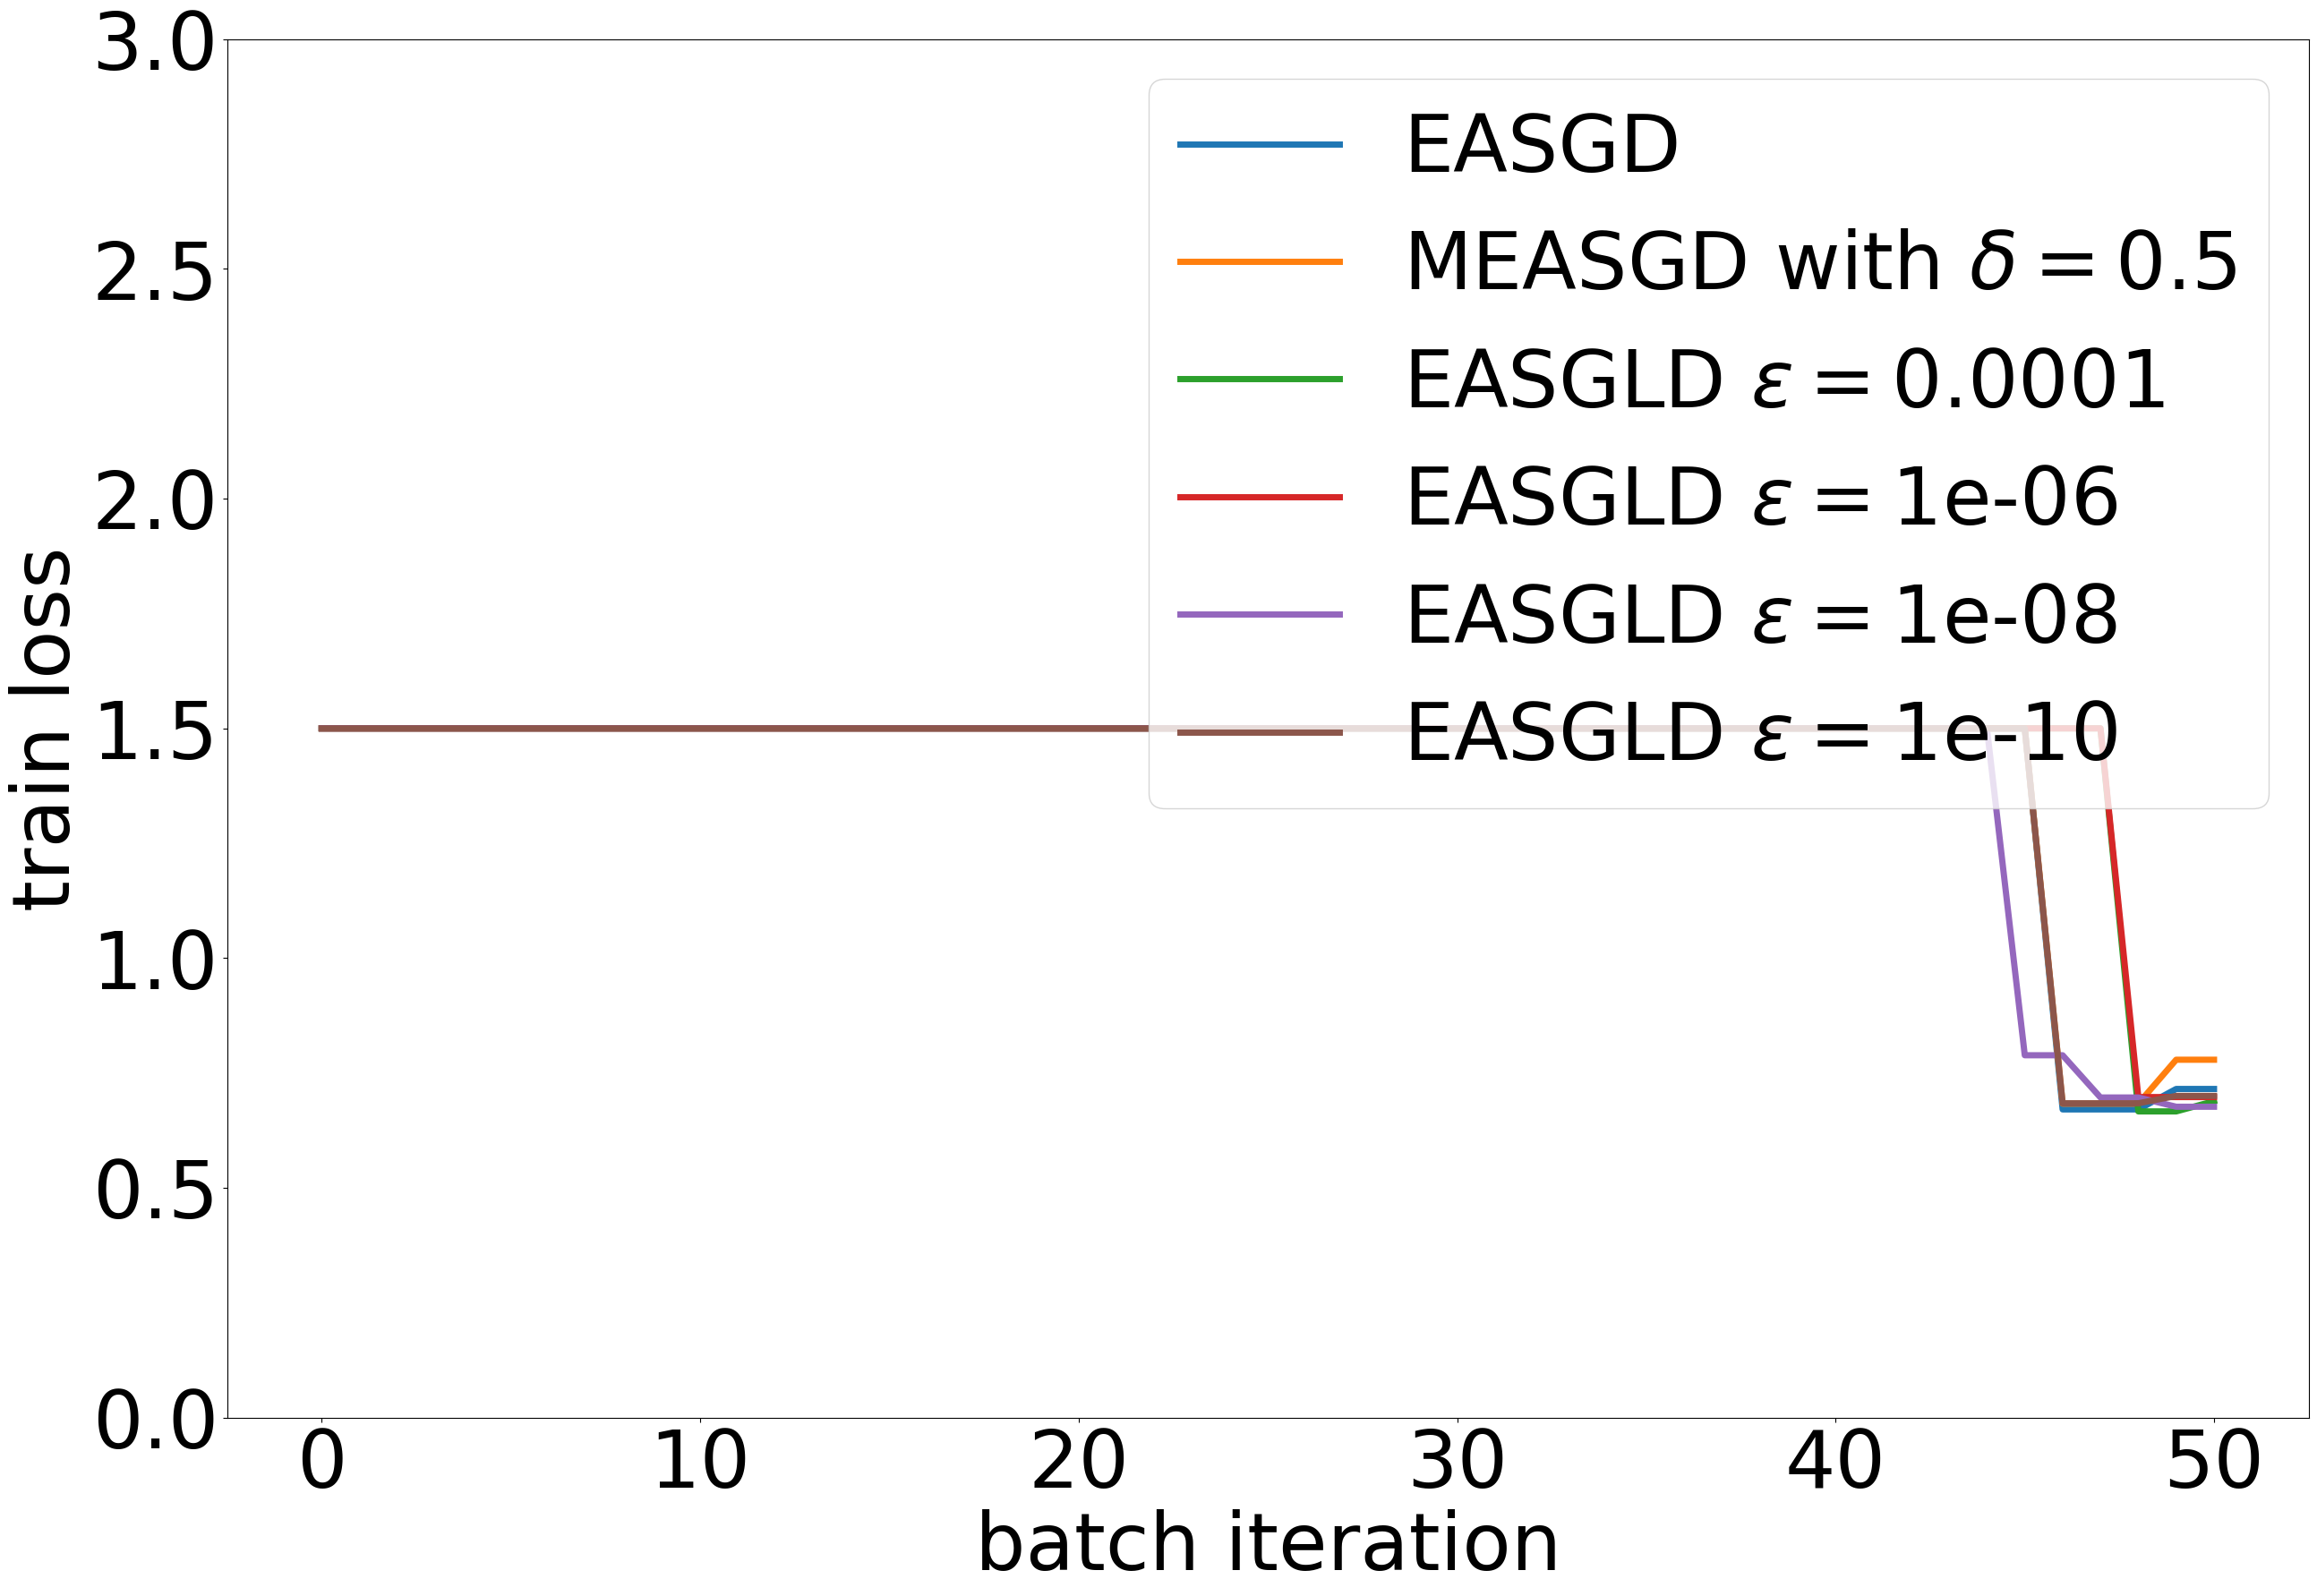 3.0
2.5
2.0
1.5
1.0
0.5
0.0
train loss
EASGD
MEASGD with δ = 0.5
EASGLD ε = 0.0001
EASGLD ε = 1e-06
EASGLD ε = 1e-08
EASGLD ε = 1e-10
0 10 20 30 40 50
batch iteration